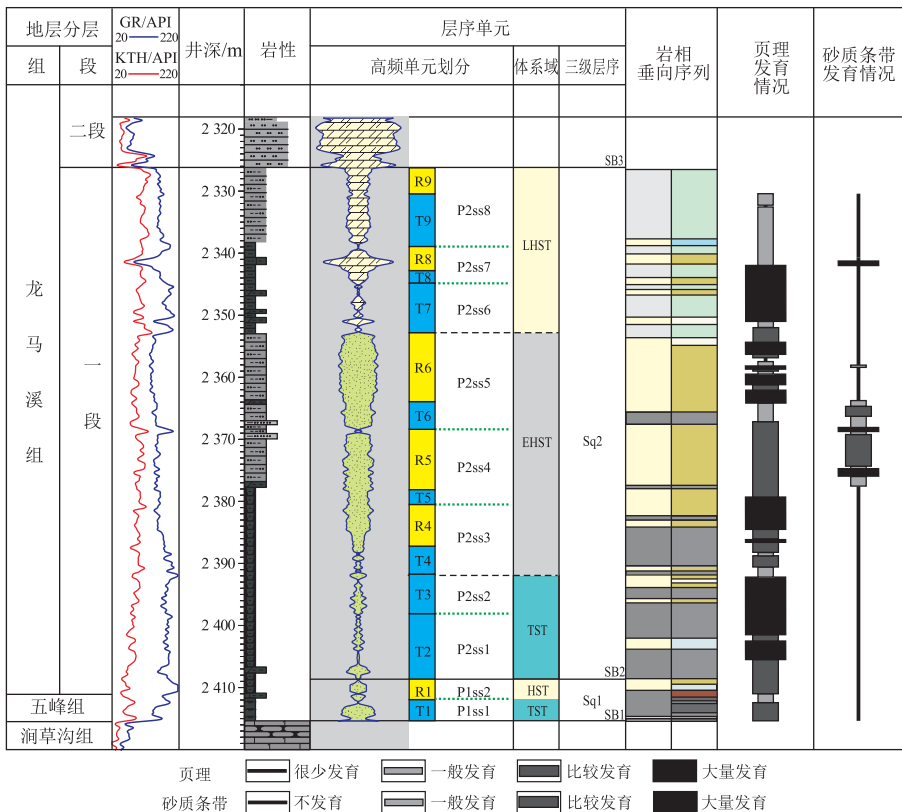 地层分层
GR/API
20 220
井深/m
岩性
层序单元
岩相
垂向序列
页理
发育
情况
砂质条带
发育情况
组
段
KTH/API
20 220
高频单元划分
体系域
三级层序
二段
2 320
SB3
R9
2 330
T9
P2ss8
LHST
2 340
R8
P2ss7
T8
龙马溪组
一段
2 350
T7
P2ss6
2 360
R6
P2ss5
T6
2 370
EHST
Sq2
R5
P2ss4
2 380
T5
R4
P2ss3
2 390
T4
T3
P2ss2
2 400
TST
T2
P2ss1
SB2
2 410
R1
P1ss2
HST
Sq1
五峰组
T1
P1ss1
TST
SB1
涧草沟组
页理 很少发育 一般发育 比较发育 大量发育
砂质条带 不发育 一般发育 比较发育 大量发育